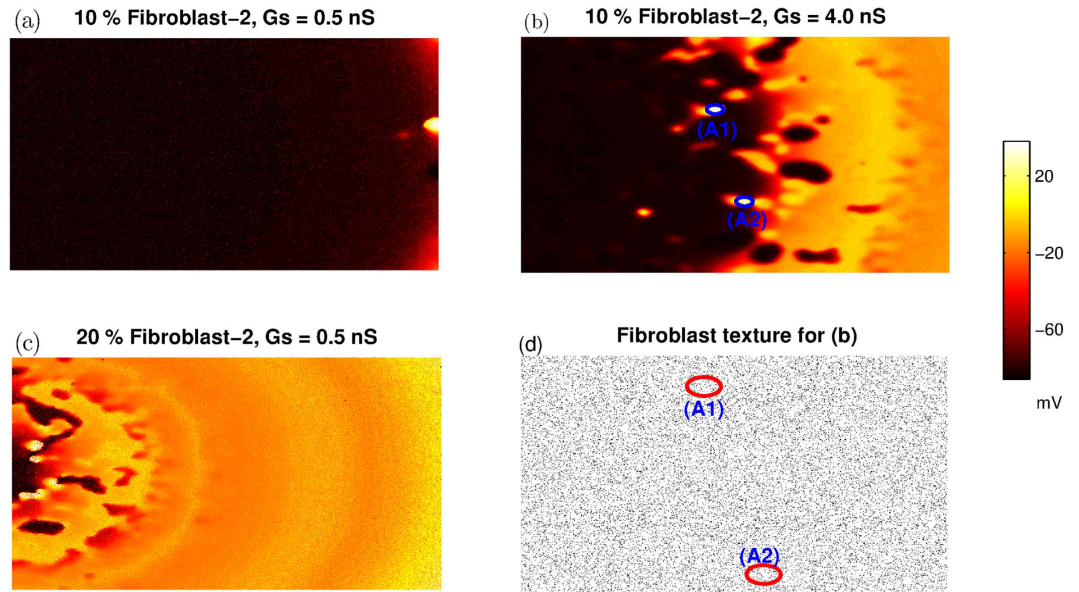 (a) 10 % Fibroblast−2, Gs = 0.5 nS
(b) 10 % Fibroblast−2, Gs = 4.0 nS
(A1)
(A2)
20
−20
−60
mV
(c) 20 % Fibroblast−2, Gs = 0.5 nS
(d) Fibroblast texture for (b)
(A1)
(A2)